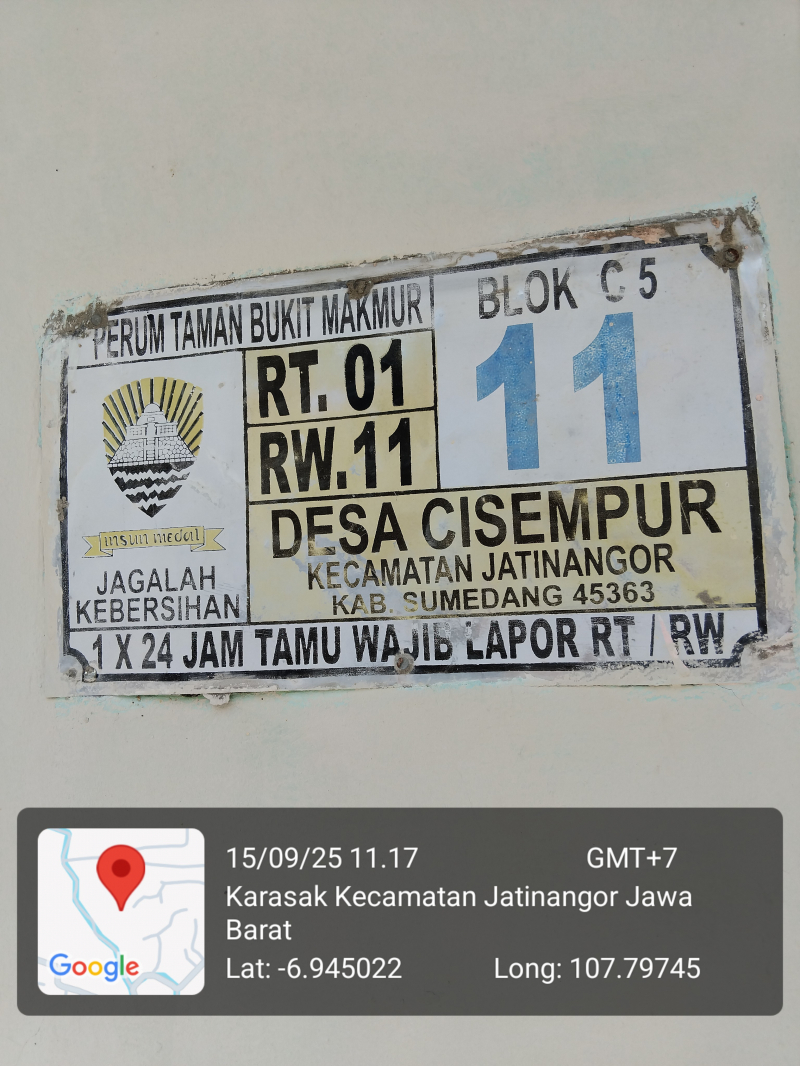 PERUM TAMAN BUKIT MAKMUR
BLOK C 5
11
RT. 01
RW.11
insun medal
JAGALAH
KEBERSIHAN
DESA CISEMPUR
KECAMATAN JATINANGOR
KAB. SUMEDANG 45363
1 X 24 JAM TAMU WAJIB LAPOR RT / RW
15/09/25 11.17 GMT+7
Karasak Kecamatan Jatinangor Jawa
Barat
Lat: -6.945022 Long: 107.79745
Google